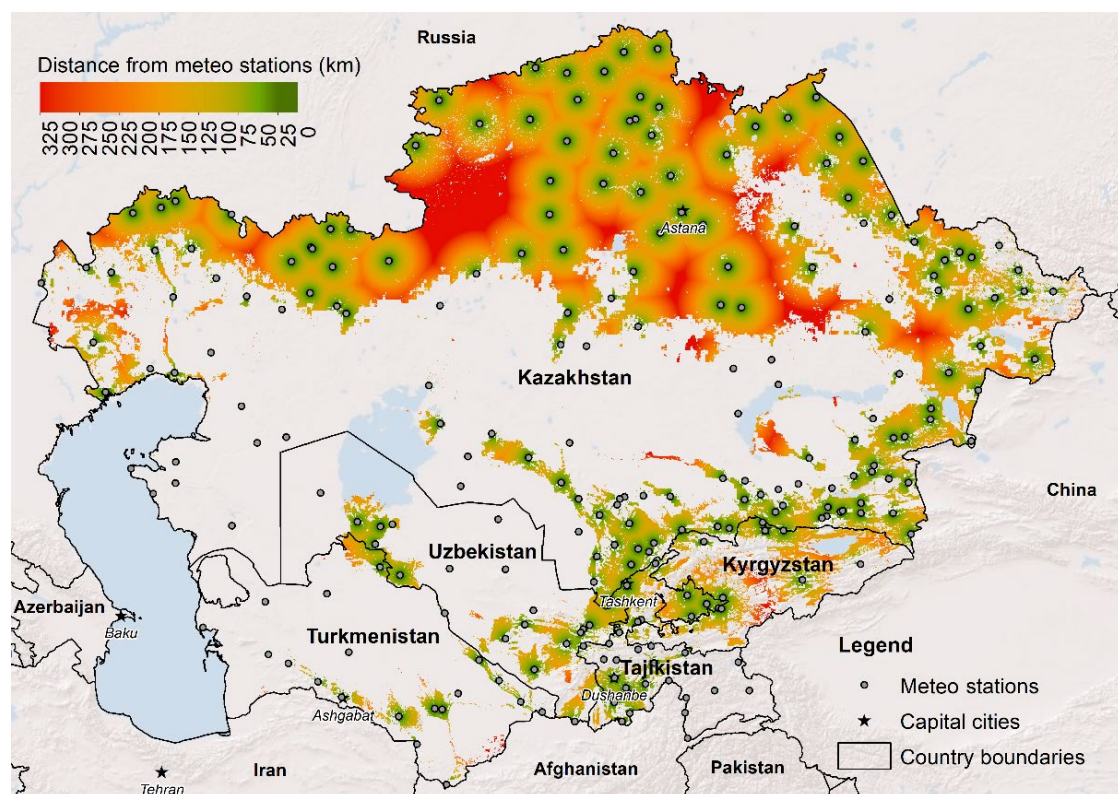 Russia
Distance from meteo stations (km)
325
300
275
250
225
200
175
150
125
100
75
50
25
0
Astana
Kazakhstan
China
Uzbekistan
Kyrgyzstan
Tashkent
Azerbaijan
Baku
Turkmenistan
Tajikistan
Dushanbe
Ashgabat
Legend
Meteo stations
Capital cities
Country boundaries
Iran
Afghanistan
Pakistan
Tehran